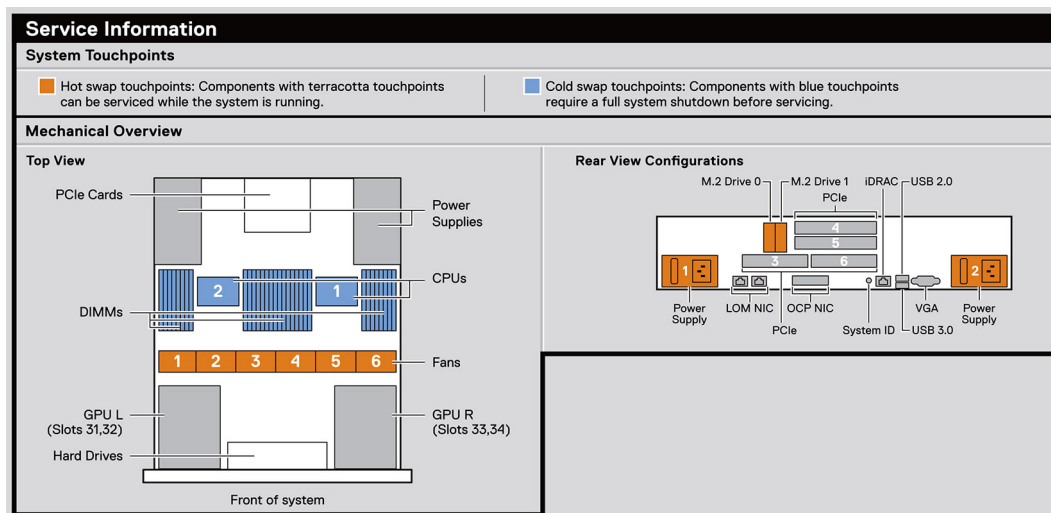 Service Information
System Touchpoints
Hot swap touchpoints: Components with terracotta touchpoints
can be serviced while the system is running.
Cold swap touchpoints: Components with blue touchpoints
require a full system shutdown before servicing.
Mechanical Overview
Top View
PCIe Cards
Power
Supplies
2
1
CPUs
DIMMs
1 2 3 4 5 6
Fans
GPU L
(Slots 31,32)
GPU R
(Slots 33,34)
Hard Drives
Front of system
Rear View Configurations
M.2 Drive 0
M.2 Drive 1
iDRAC
USB 2.0
PCIe
4
5
3
6
1
2
Power
Supply
LOM NIC
OCP NIC
PCIe
System ID
VGA
USB 3.0
Power
Supply